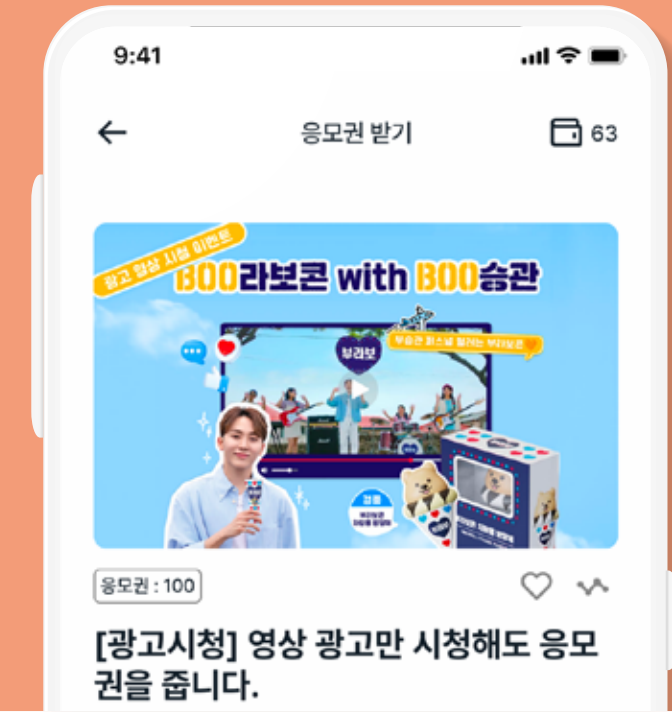 9:41
응모권 받기
63
광고 영상 시청 이벤트
BOO라보콘 with BOO승관
부라보
응모권 : 100
[광고시청] 영상 광고만 시청해도 응모
권을 줍니다.